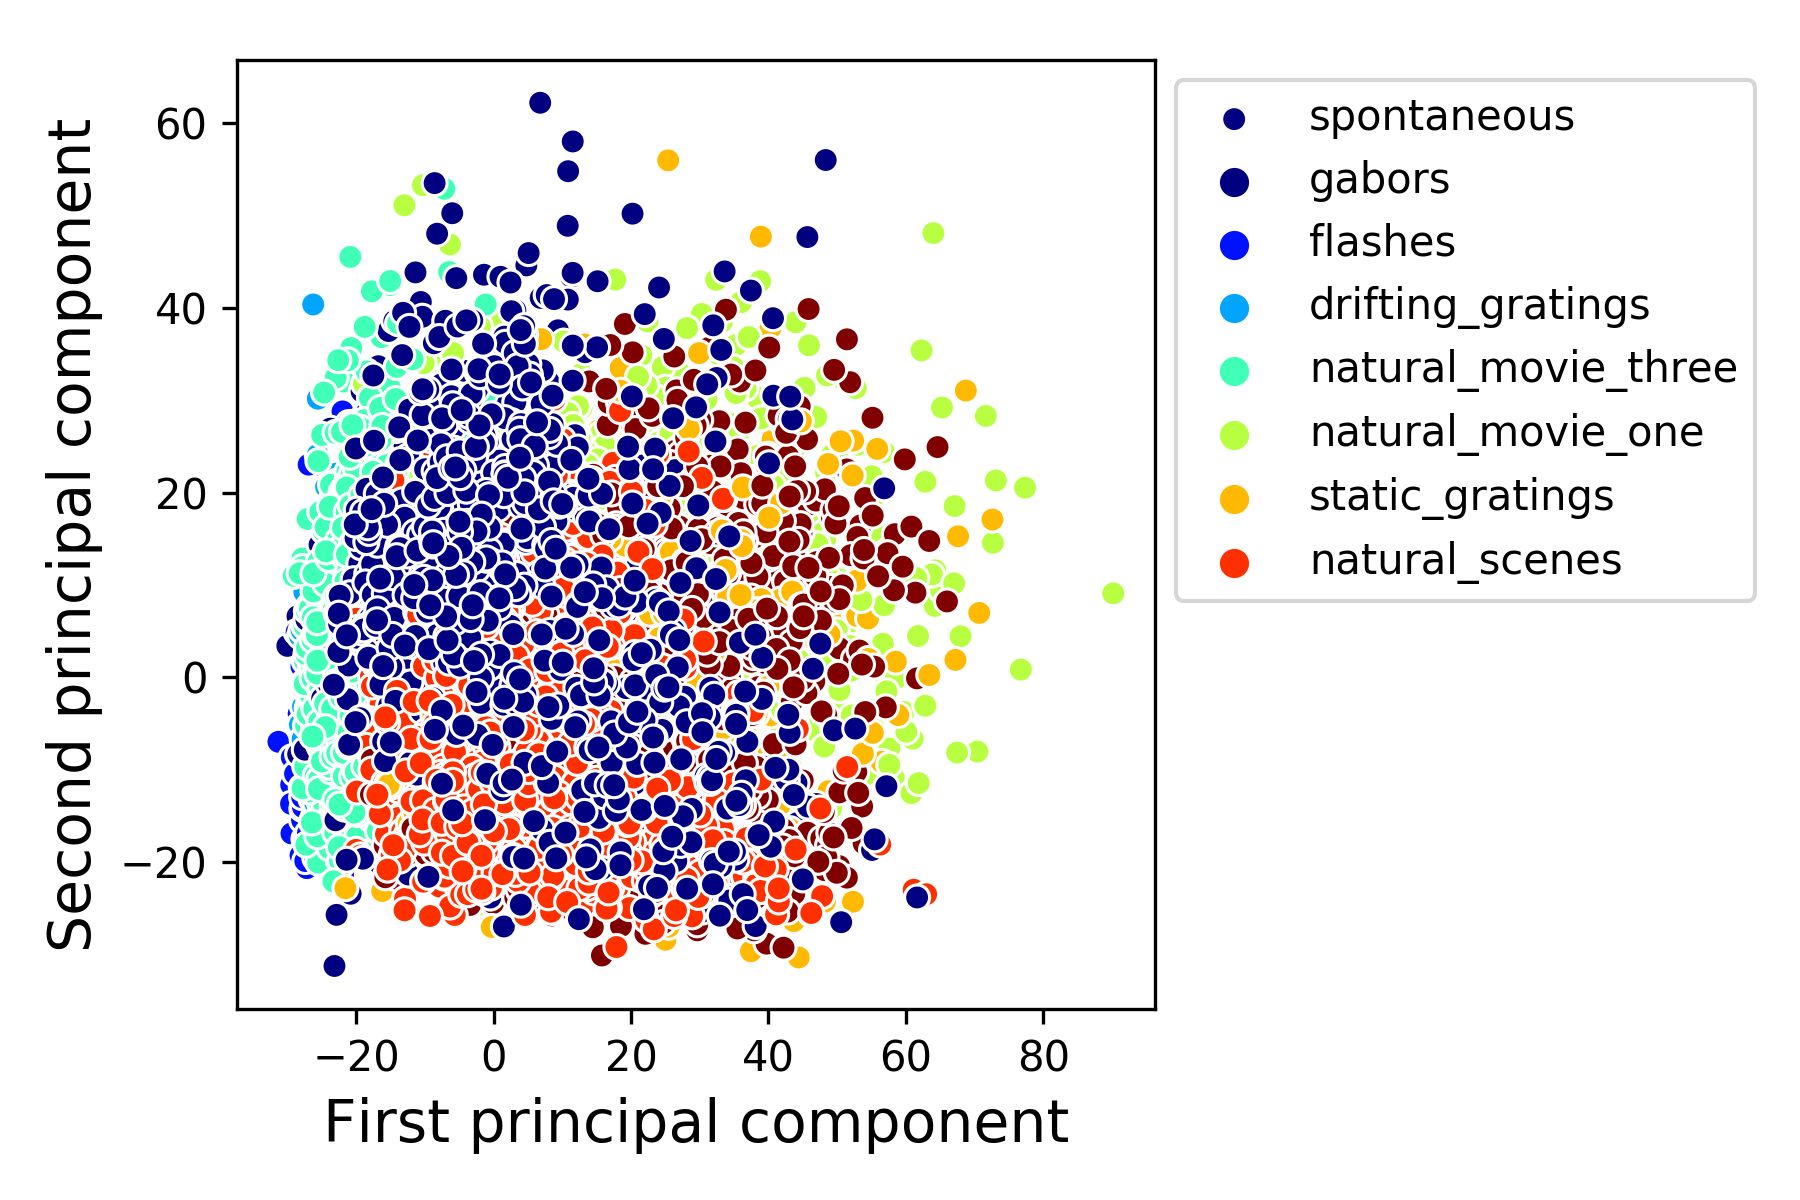 60
40
20
0
−20
−20
0
20
40
60
80
First principal component
Second principal component
spontaneous
gabors
flashes
drifting_gratings
natural_movie_three
natural_movie_one
static_gratings
natural_scenes